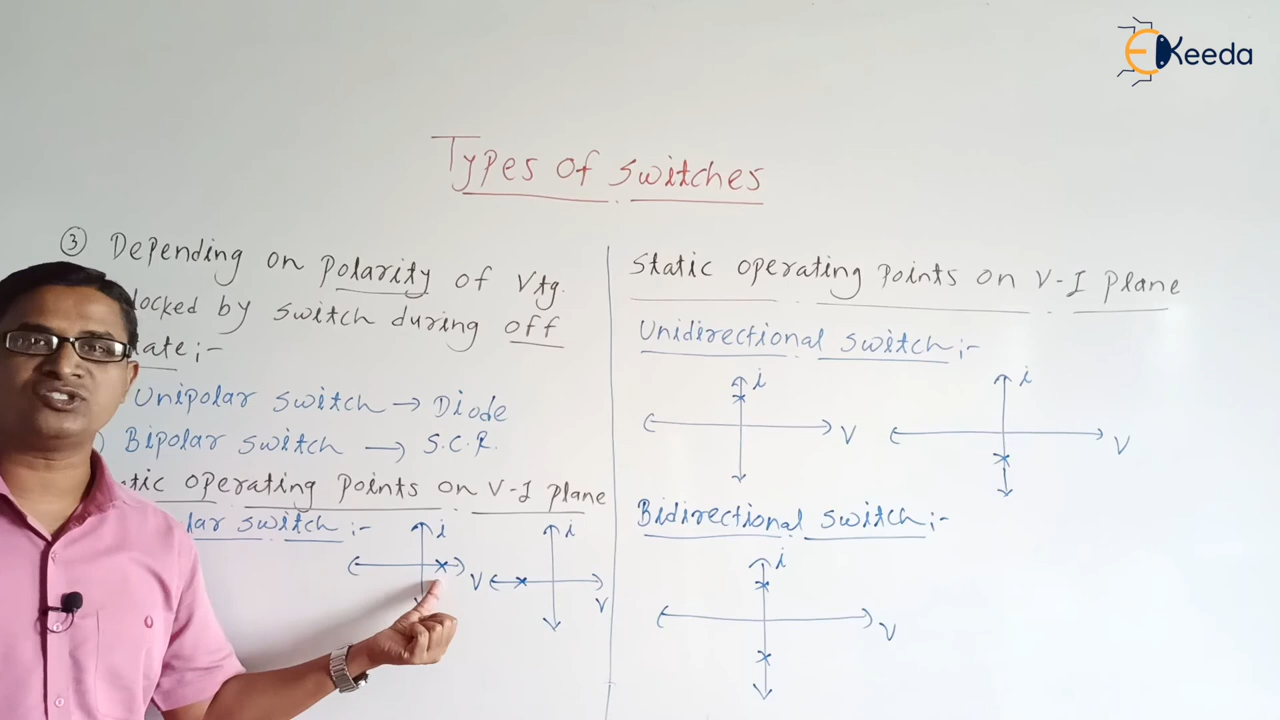 EKeeda
Types of switches
③ Depending on polarity of Vtg.
locked by switch during off
ate;-
Unipolar switch → Diode
) Bipolar switch → S.C.R.
tic operating points on V-I plane
lar switch;-
i
V
i
V
Static operating points on V-I plane
Unidirectional switch;-
i
V
i
V
Bidirectional switch;-
i
V